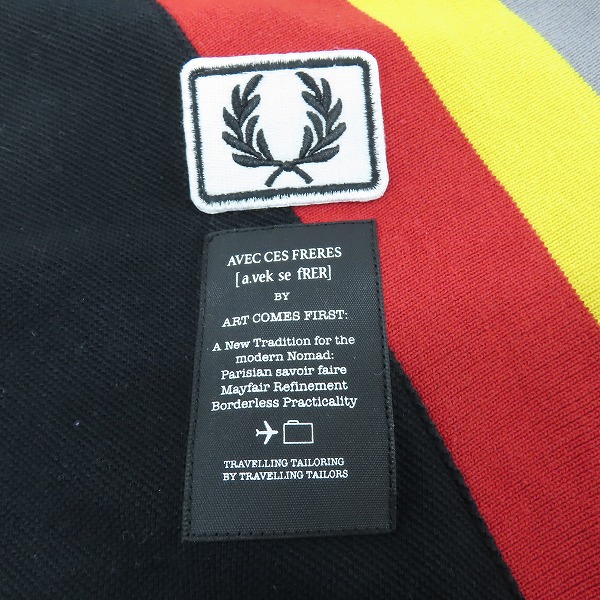 AVEC CES FRERES
[a.vek se fRER]
BY
ART COMES FIRST:
A New Tradition for the
modern Nomad:
Parisian savoir faire
Mayfair Refinement
Borderless Practicality
TRAVELLING TAILORING
BY TRAVELLING TAILORS